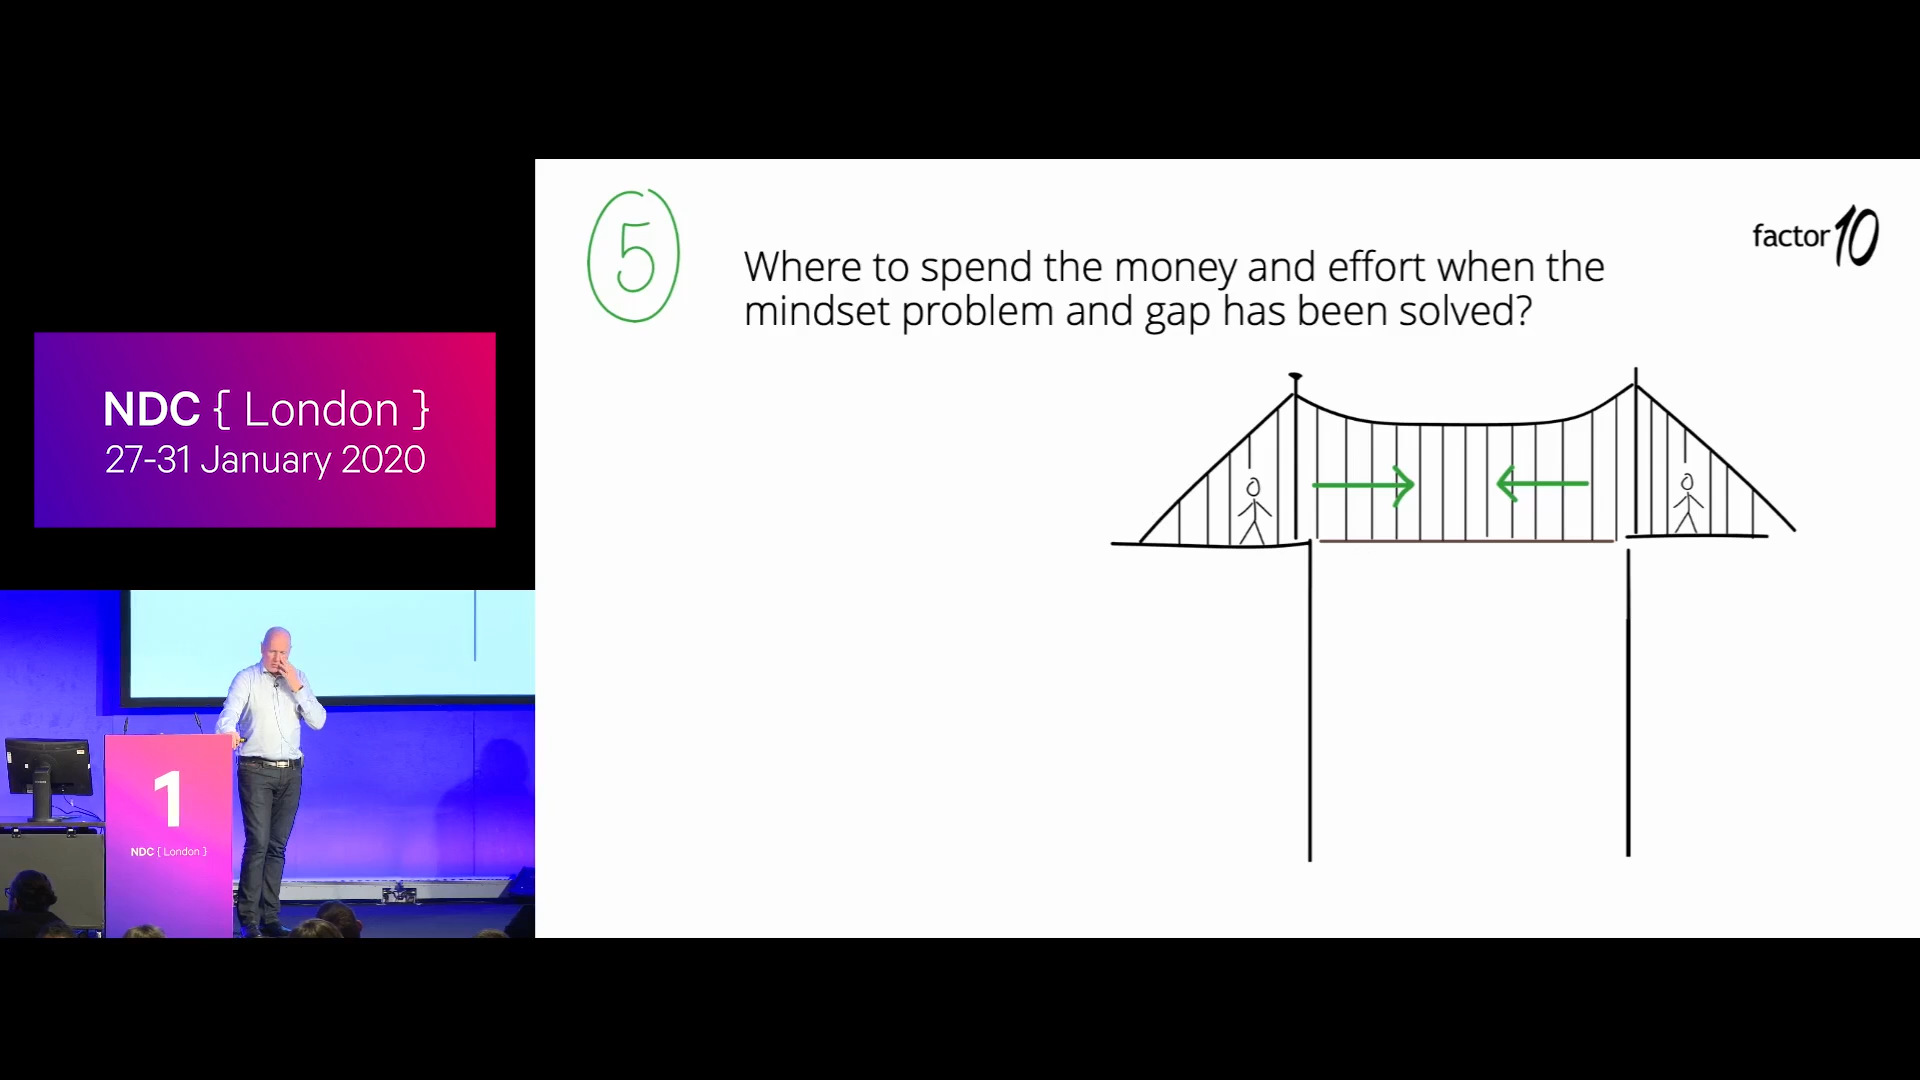 NDC { London }
27-31 January 2020
1
NDC { London }
5
Where to spend the money and effort when the
mindset problem and gap has been solved?
factor10